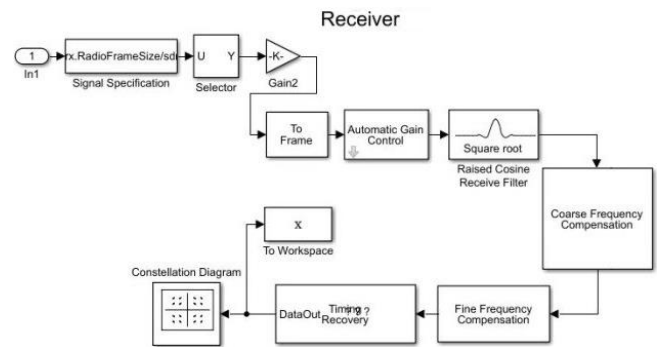 Receiver
1
In1
rx.RadioFrameSize/sd
Signal Specification
U Y
Selector
-K-
Gain2
To
Frame
Automatic Gain
Control
Square root
Raised Cosine
Receive Filter
Coarse Frequency
Compensation
x
To Workspace
Constellation Diagram
DataOut
Timing
Recovery
???
Fine Frequency
Compensation